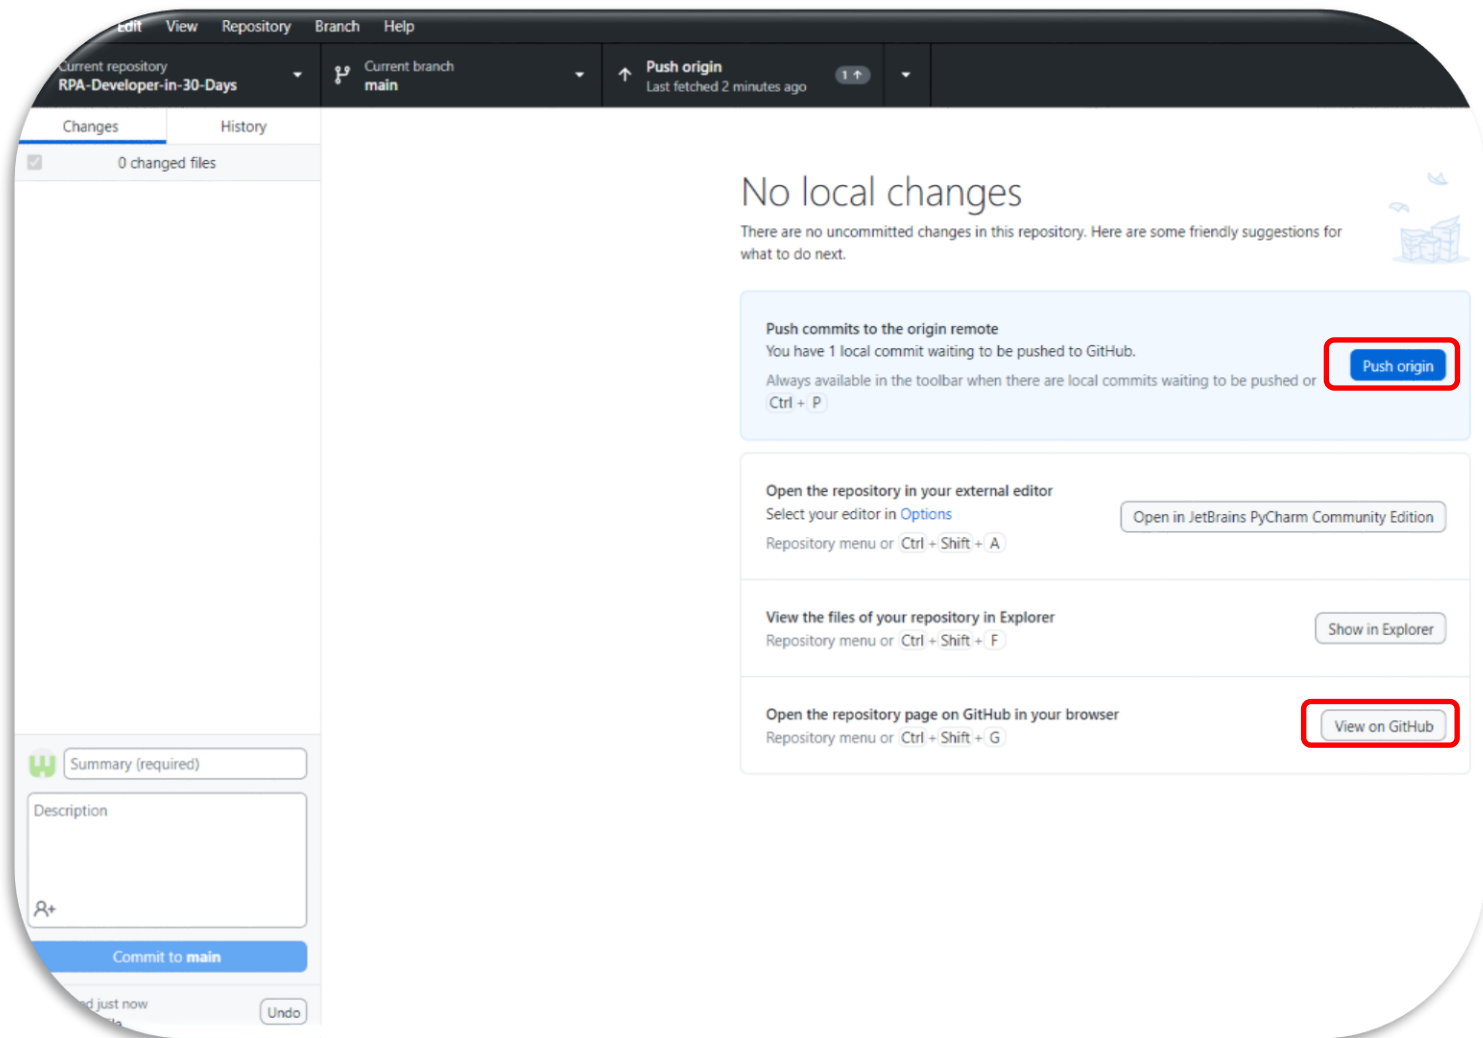 Edit View Repository Branch Help
Current repository
RPA-Developer-in-30-Days
Current branch
main
Push origin
Last fetched 2 minutes ago
1
Changes History
0 changed files
No local changes
There are no uncommitted changes in this repository. Here are some friendly suggestions for
what to do next.
Push commits to the origin remote
You have 1 local commit waiting to be pushed to GitHub.
Always available in the toolbar when there are local commits waiting to be pushed or
Ctrl + P
Push origin
Open the repository in your external editor
Select your editor in Options
Repository menu or Ctrl + Shift + A
Open in JetBrains PyCharm Community Edition
View the files of your repository in Explorer
Repository menu or Ctrl + Shift + F
Show in Explorer
Open the repository page on GitHub in your browser
Repository menu or Ctrl + Shift + G
View on GitHub
Summary (required)
Description
Commit to main
just now
Undo